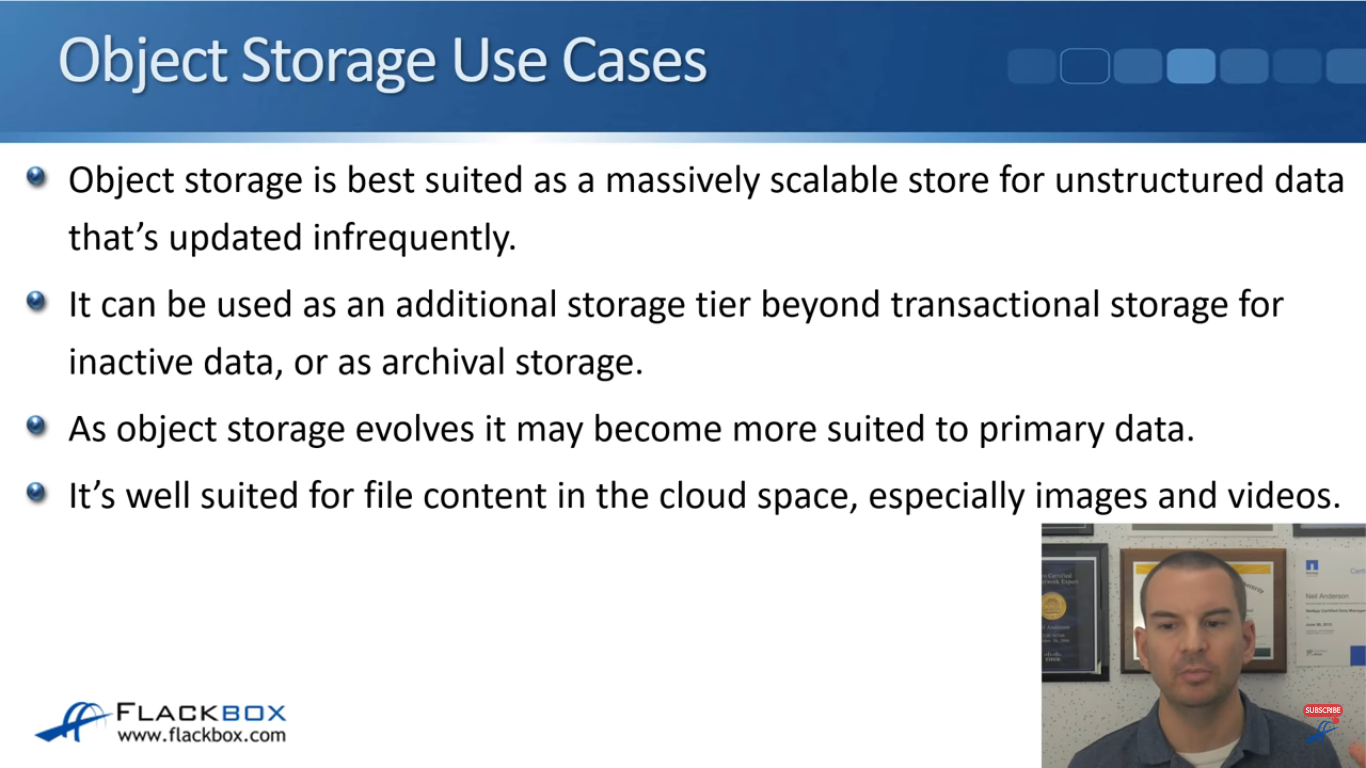 Object Storage Use Cases
Object storage is best suited as a massively scalable store for unstructured data
that’s updated infrequently.
It can be used as an additional storage tier beyond transactional storage for
inactive data, or as archival storage.
As object storage evolves it may become more suited to primary data.
It’s well suited for file content in the cloud space, especially images and videos.
Neil Anderson
SUBSCRIBE
FLACKBOX
www.flackbox.com